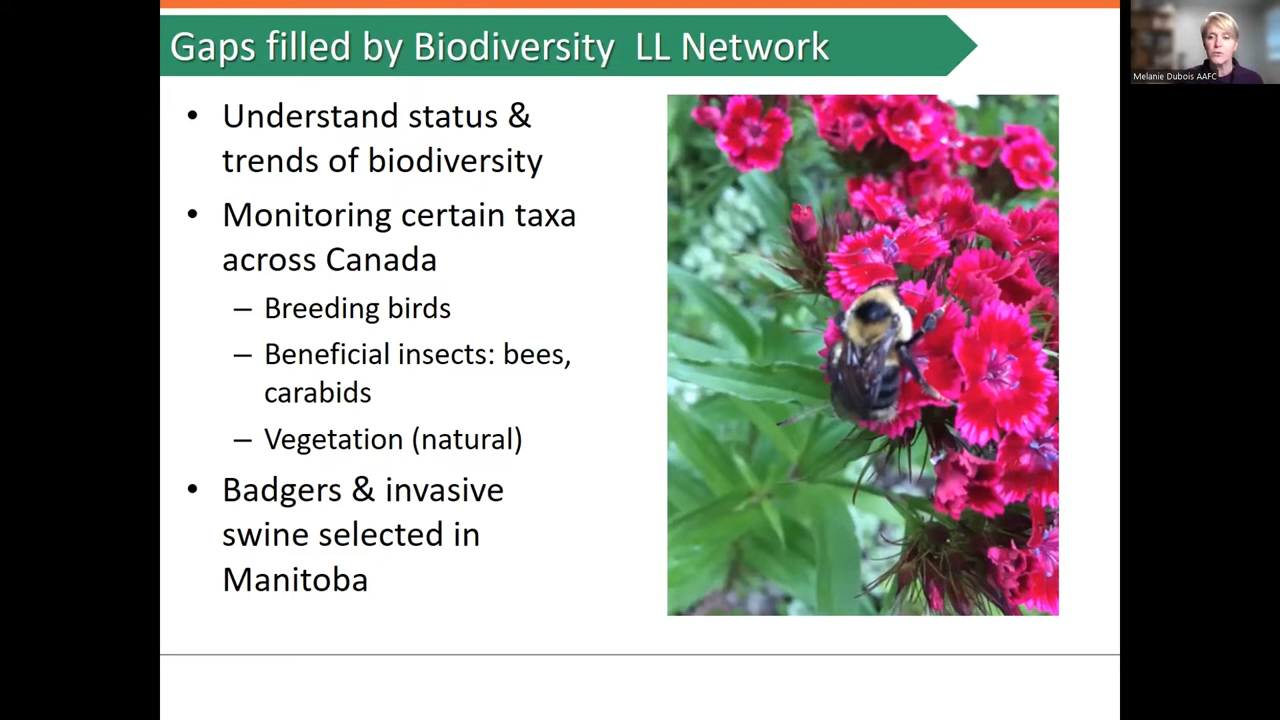 Gaps filled by Biodiversity LL Network
Melanie Dubois AAFC
• Understand status &
trends of biodiversity
• Monitoring certain taxa
across Canada
– Breeding birds
– Beneficial insects: bees,
carabids
– Vegetation (natural)
• Badgers & invasive
swine selected in
Manitoba